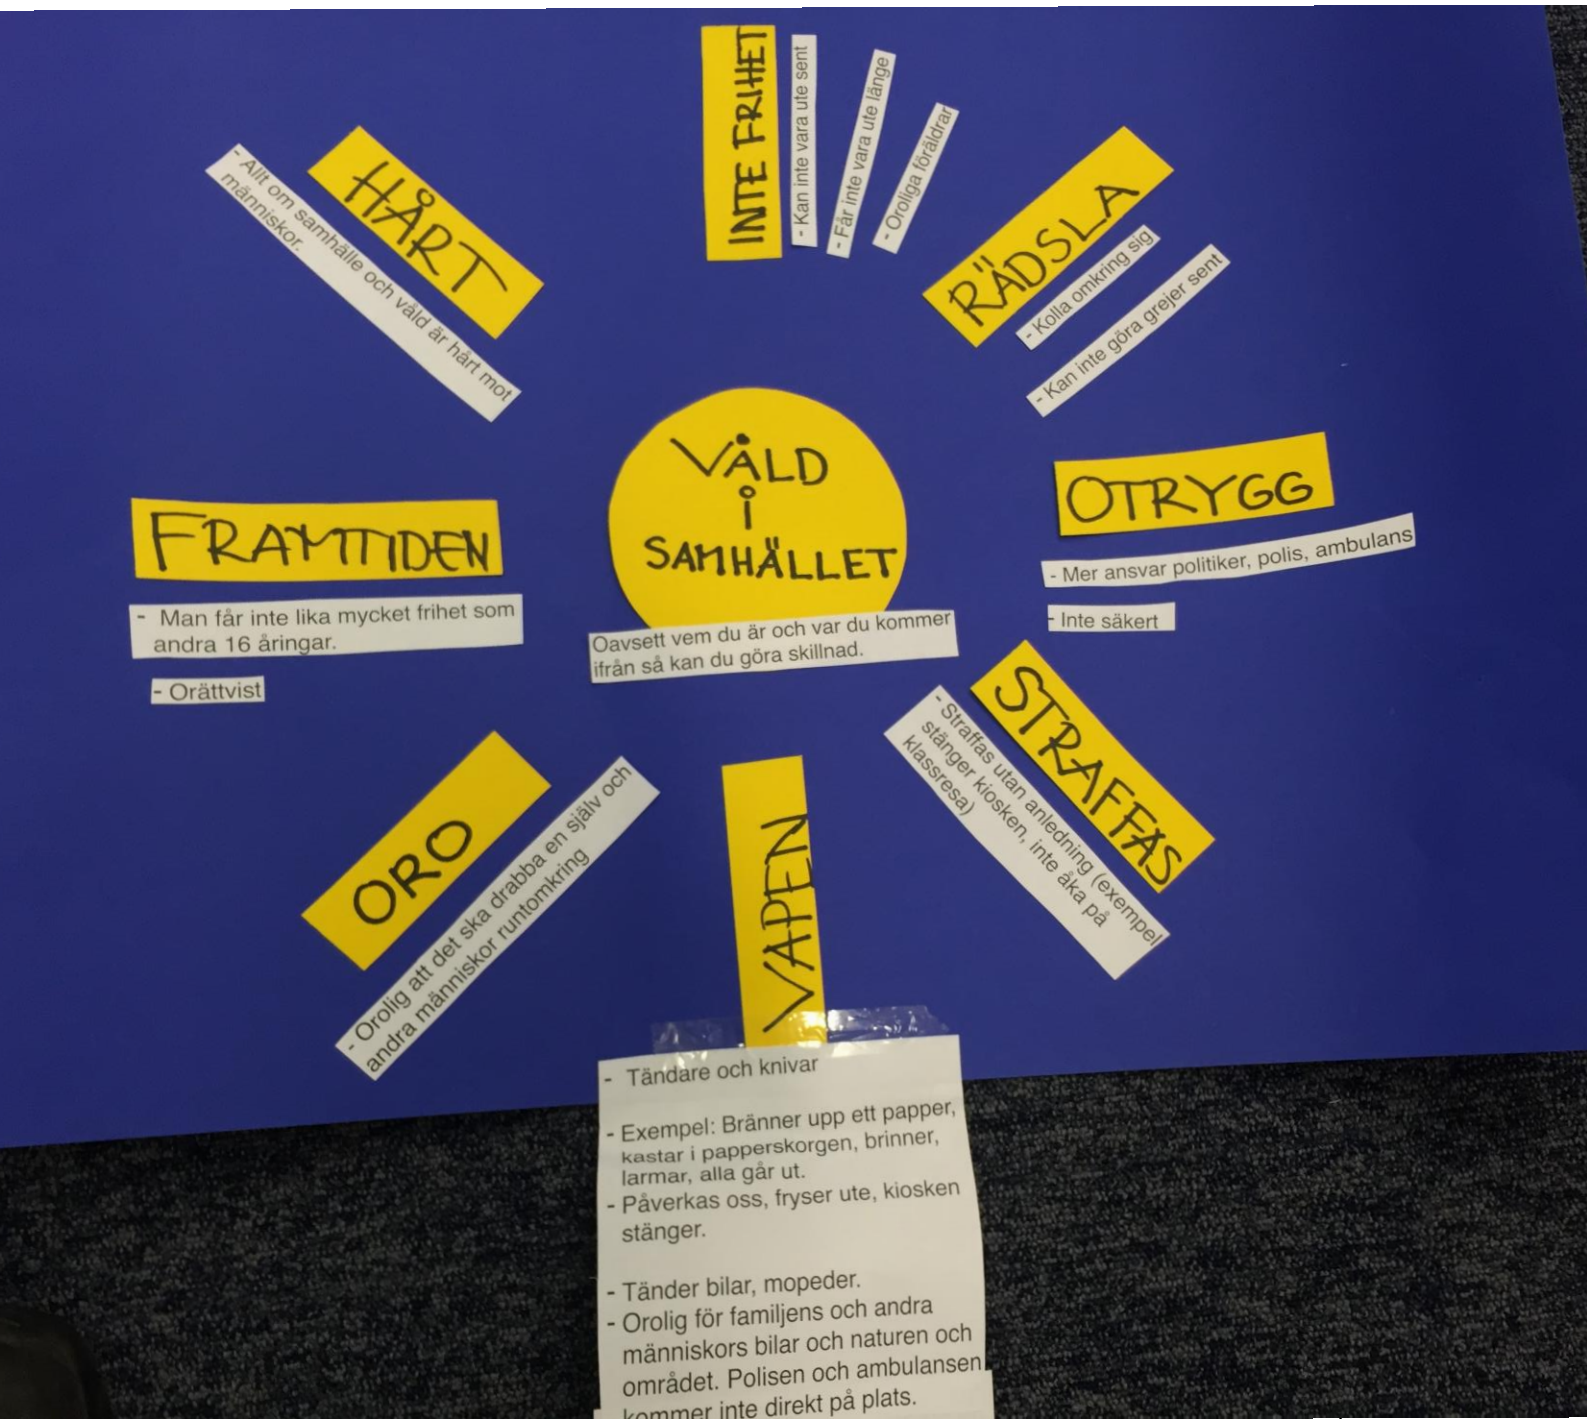 VÅLD
i
SAMHÄLLET
Oavsett vem du är och var du kommer
ifrån så kan du göra skillnad.
INTE FRIHET
- Kan inte vara ute sent
- Får inte vara ute länge
- Oroliga föräldrar
RÄDSLA
- Kolla omkring sig
- Kan inte göra grejer sent
OTRYGG
- Mer ansvar politiker, polis, ambulans
- Inte säkert
STRAFFAS
- Straffas utan anledning (exempel
stänger kiosken, inte åka på
klassresa)
VAPEN
- Tändare och knivar
- Exempel: Bränner upp ett papper,
kastar i papperskorgen, brinner,
larmar, alla går ut.
- Påverkas oss, fryser ute, kiosken
stänger.
- Tänder bilar, mopeder.
- Orolig för familjens och andra
människors bilar och naturen och
området. Polisen och ambulansen
kommer inte direkt på plats.
ORO
- Orolig att det ska drabba en själv och
andra människor runtomkring
FRAMTIDEN
- Man får inte lika mycket frihet som
andra 16 åringar.
- Orättvist
HÅRT
- Allt om samhälle och våld är hårt mot
människor.